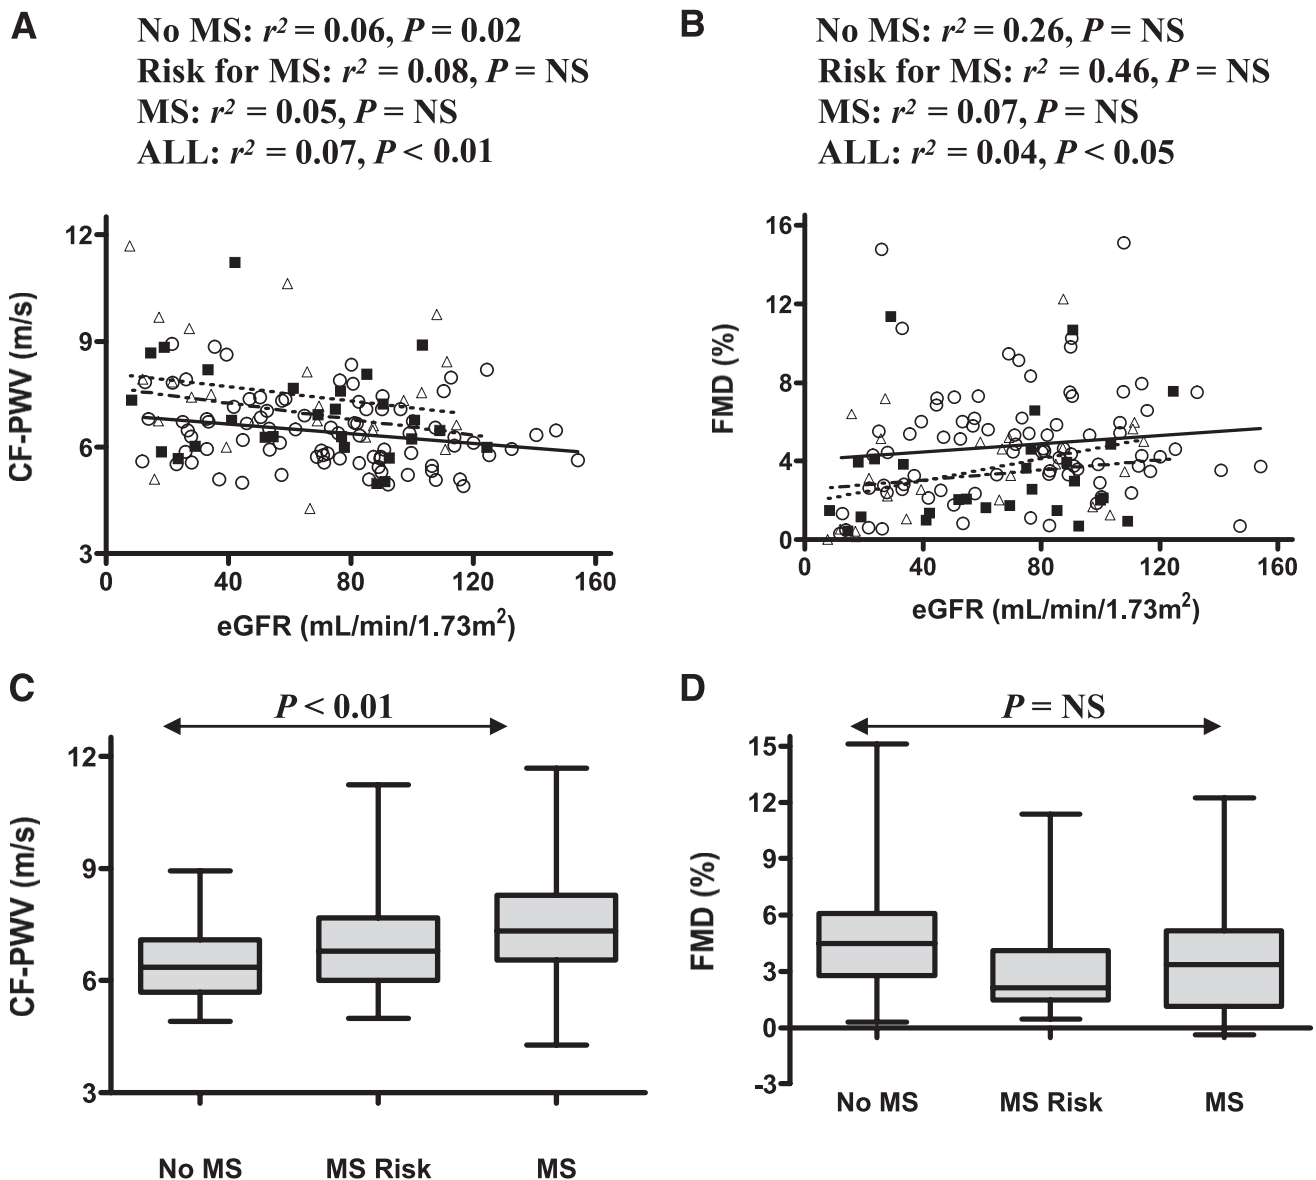 A
No MS: r² = 0.06, P = 0.02
Risk for MS: r² = 0.08, P = NS
MS: r² = 0.05, P = NS
ALL: r² = 0.07, P < 0.01
CF-PWV (m/s)
12
9
6
3
0 40 80 120 160
eGFR (mL/min/1.73m²)
B
No MS: r² = 0.26, P = NS
Risk for MS: r² = 0.46, P = NS
MS: r² = 0.07, P = NS
ALL: r² = 0.04, P < 0.05
FMD (%)
16
12
8
4
0
0 40 80 120 160
eGFR (mL/min/1.73m²)
C
P < 0.01
CF-PWV (m/s)
12
9
6
3
No MS MS Risk MS
D
P = NS
FMD (%)
15
12
9
6
3
0
-3
No MS MS Risk MS